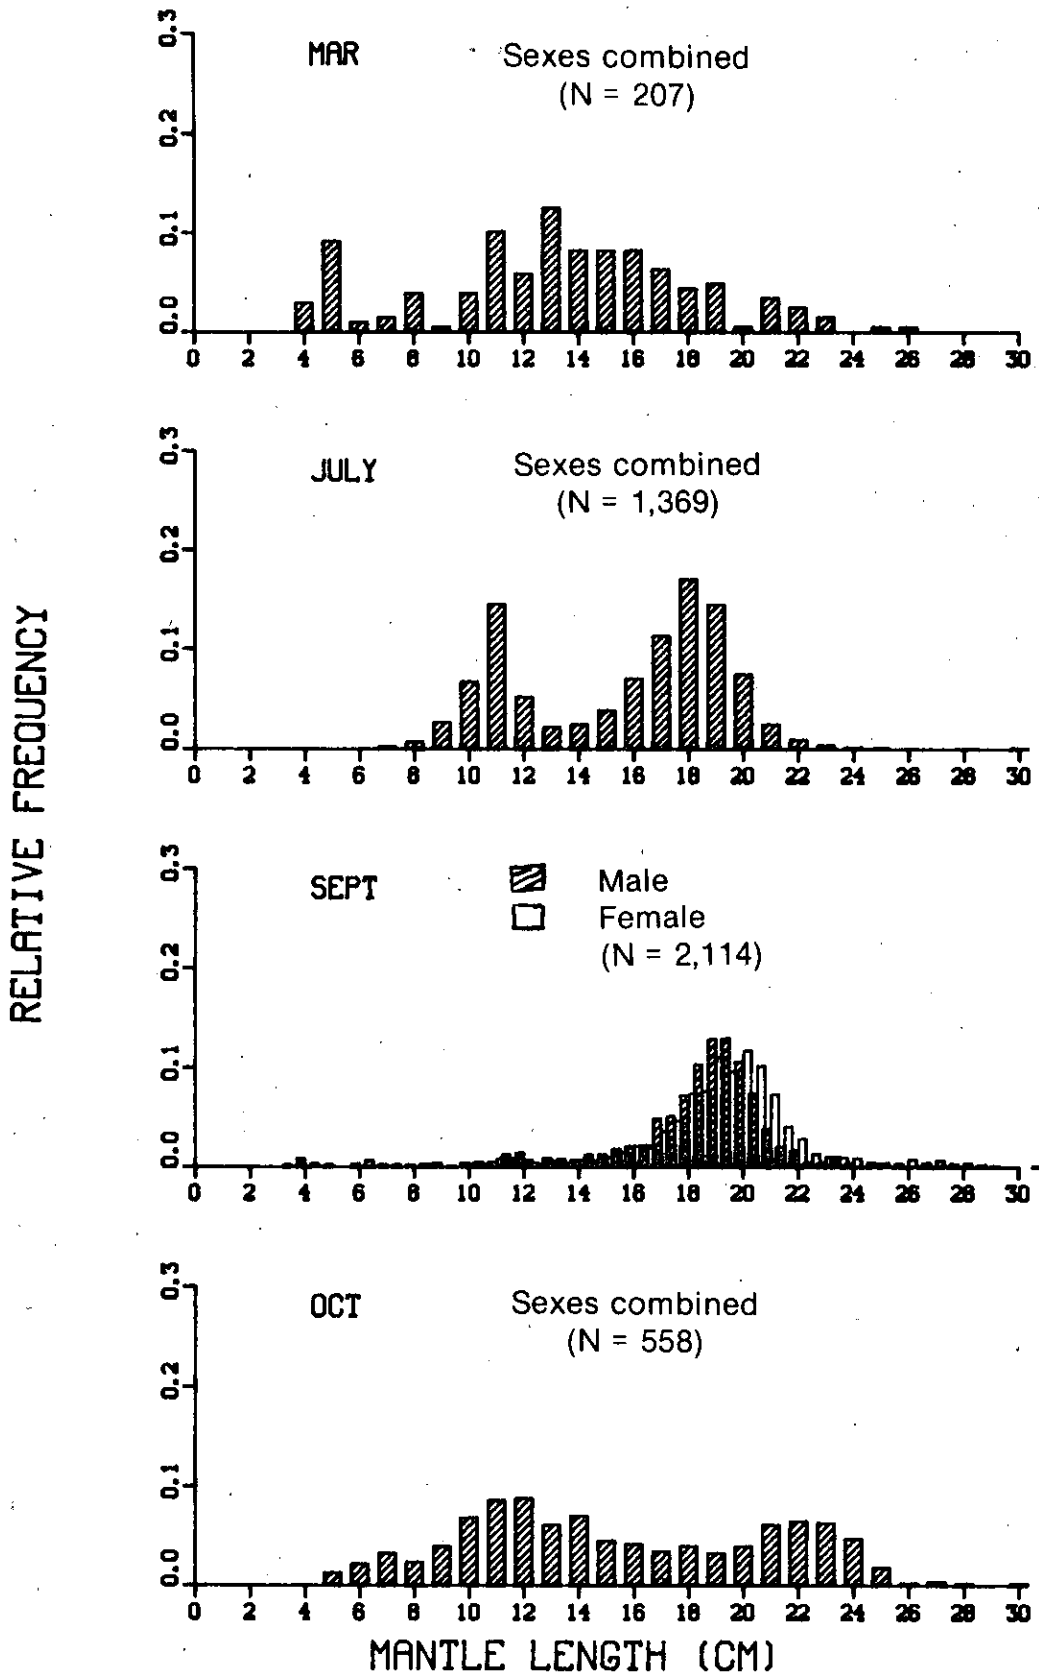 RELATIVE FREQUENCY
MAR
Sexes combined
(N = 207)
0.3
0.2
0.1
0.0
0 2 4 6 8 10 12 14 16 18 20 22 24 26 28 30
JULY
Sexes combined
(N = 1,369)
0.3
0.2
0.1
0.0
0 2 4 6 8 10 12 14 16 18 20 22 24 26 28 30
SEPT
Male
Female
(N = 2,114)
0.3
0.2
0.1
0.0
0 2 4 6 8 10 12 14 16 18 20 22 24 26 28 30
OCT
Sexes combined
(N = 558)
0.3
0.2
0.1
0.0
0 2 4 6 8 10 12 14 16 18 20 22 24 26 28 30
MANTLE LENGTH (CM)